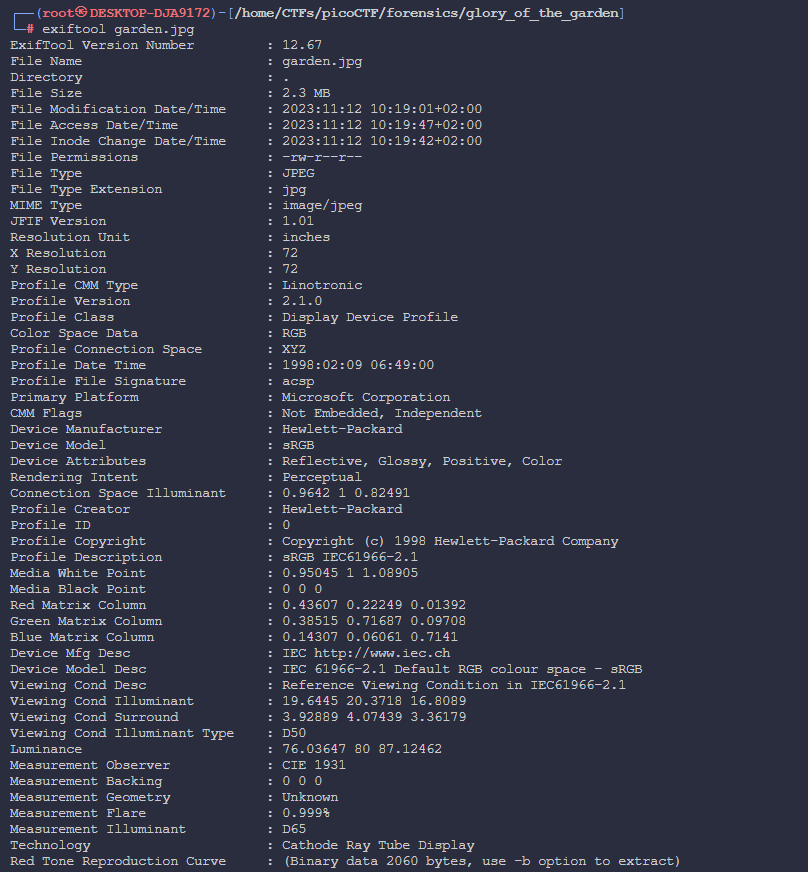 ┌──(root㉿DESKTOP-DJA9172)-[/home/CTFs/picoCTF/forensics/glory_of_the_garden]
└─# exiftool garden.jpg
ExifTool Version Number         : 12.67
File Name                       : garden.jpg
Directory                       : .
File Size                       : 2.3 MB
File Modification Date/Time     : 2023:11:12 10:19:01+02:00
File Access Date/Time           : 2023:11:12 10:19:47+02:00
File Inode Change Date/Time     : 2023:11:12 10:19:42+02:00
File Permissions                : -rw-r--r--
File Type                       : JPEG
File Type Extension             : jpg
MIME Type                       : image/jpeg
JFIF Version                    : 1.01
Resolution Unit                 : inches
X Resolution                    : 72
Y Resolution                    : 72
Profile CMM Type                : Linotronic
Profile Version                 : 2.1.0
Profile Class                   : Display Device Profile
Color Space Data                : RGB
Profile Connection Space        : XYZ
Profile Date Time               : 1998:02:09 06:49:00
Profile File Signature          : acsp
Primary Platform                : Microsoft Corporation
CMM Flags                       : Not Embedded, Independent
Device Manufacturer             : Hewlett-Packard
Device Model                    : sRGB
Device Attributes               : Reflective, Glossy, Positive, Color
Rendering Intent                : Perceptual
Connection Space Illuminant     : 0.9642 1 0.82491
Profile Creator                 : Hewlett-Packard
Profile ID                      : 0
Profile Copyright               : Copyright (c) 1998 Hewlett-Packard Company
Profile Description             : sRGB IEC61966-2.1
Media White Point               : 0.95045 1 1.08905
Media Black Point               : 0 0 0
Red Matrix Column               : 0.43607 0.22249 0.01392
Green Matrix Column             : 0.38515 0.71687 0.09708
Blue Matrix Column              : 0.14307 0.06061 0.7141
Device Mfg Desc                 : IEC http://www.iec.ch
Device Model Desc               : IEC 61966-2.1 Default RGB colour space - sRGB
Viewing Cond Desc               : Reference Viewing Condition in IEC61966-2.1
Viewing Cond Illuminant         : 19.6445 20.3718 16.8089
Viewing Cond Surround           : 3.92889 4.07439 3.36179
Viewing Cond Illuminant Type    : D50
Luminance                       : 76.03647 80 87.12462
Measurement Observer            : CIE 1931
Measurement Backing             : 0 0 0
Measurement Geometry            : Unknown
Measurement Flare               : 0.999%
Measurement Illuminant          : D65
Technology                      : Cathode Ray Tube Display
Red Tone Reproduction Curve     : (Binary data 2060 bytes, use -b option to extract)